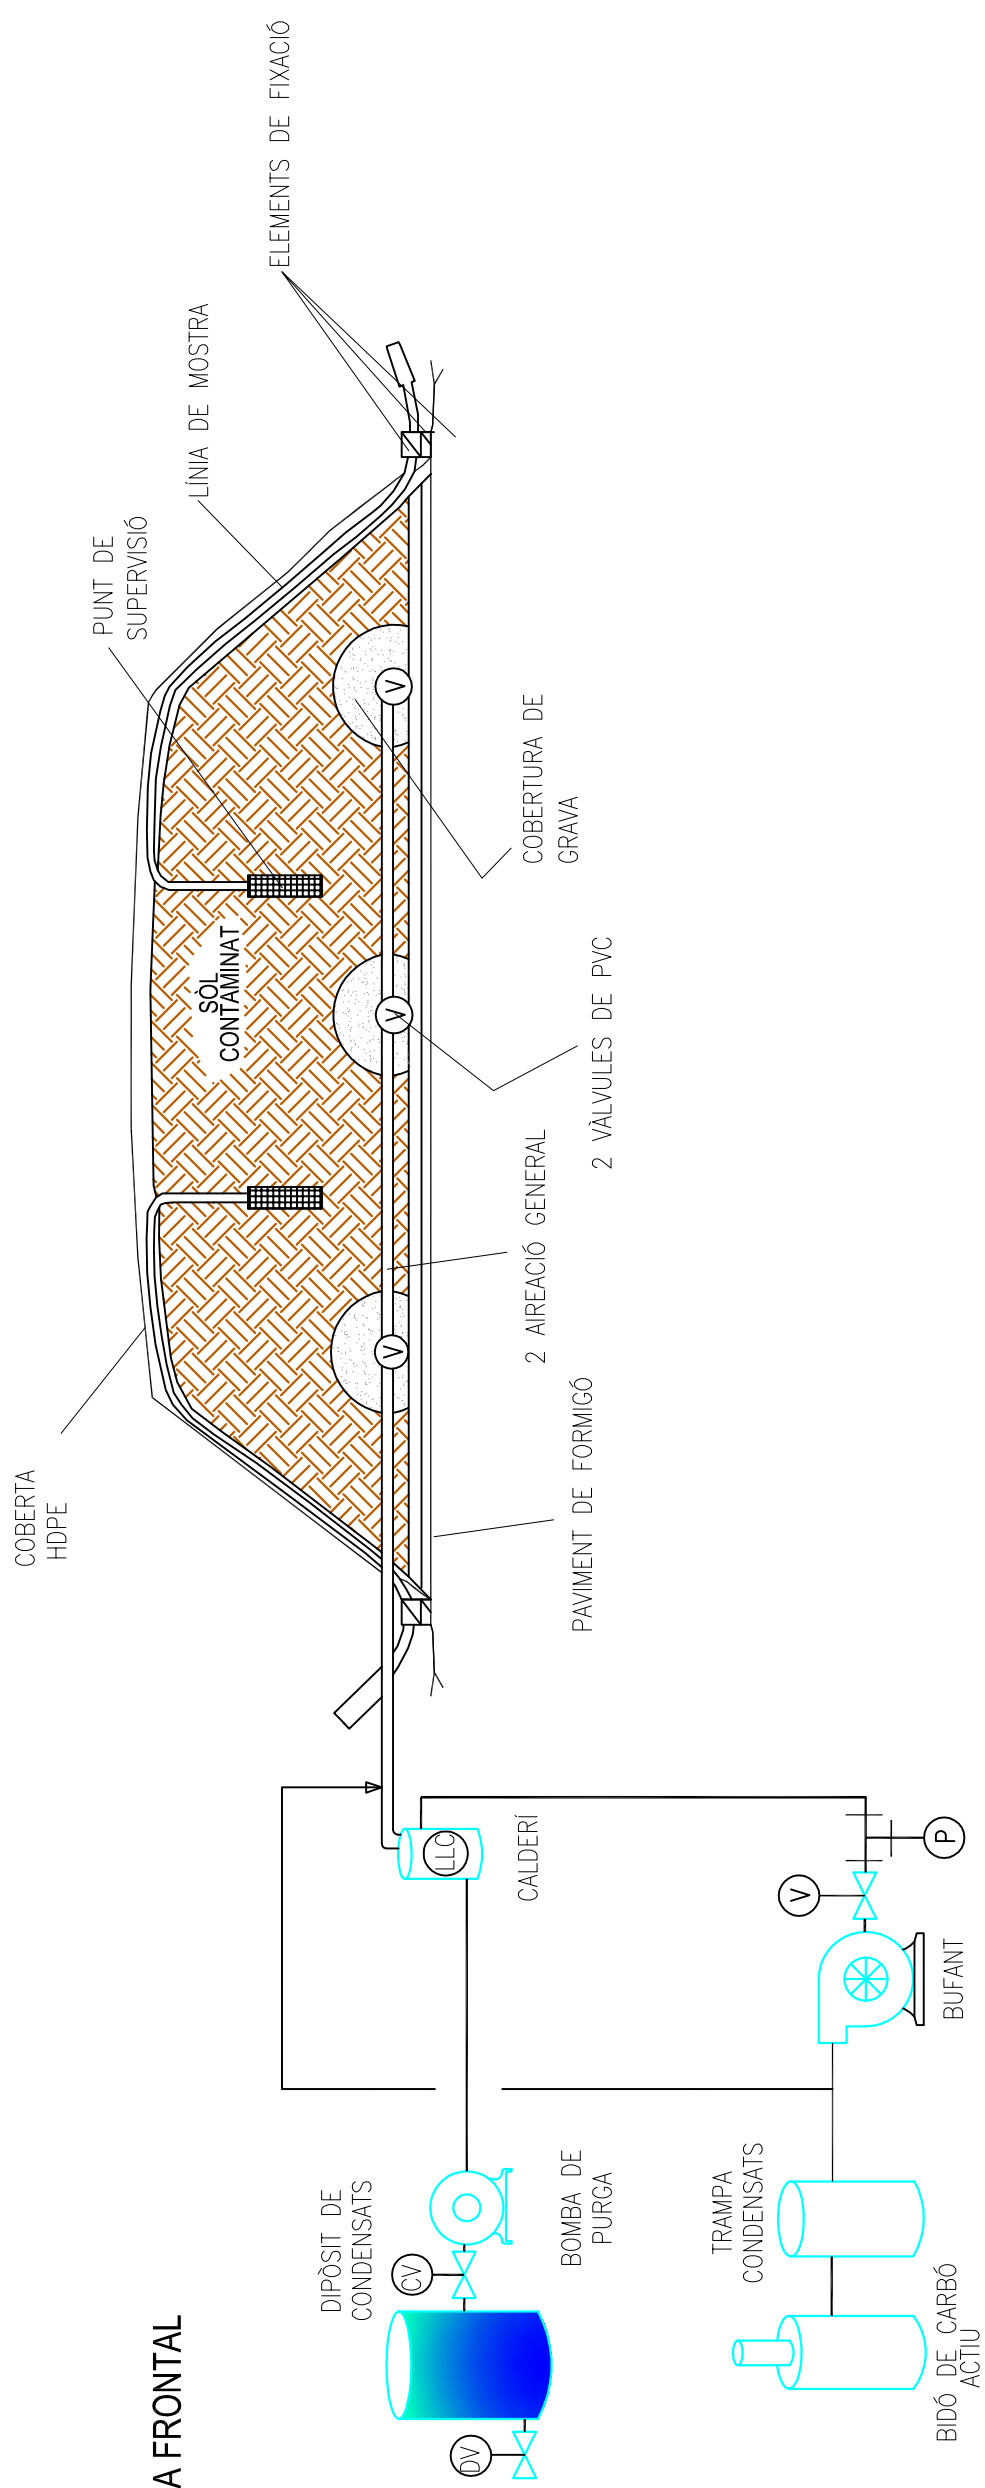 A FRONTAL
COBERTA
HDPE
PUNT DE
SUPERVISIÓ
LÍNIA DE MOSTRA
ELEMENTS DE FIXACIÓ
SÒL
CONTAMINAT
V
V
V
COBERTURA DE
GRAVA
2 VÀLVULES DE PVC
2 AIREACIÓ GENERAL
PAVIMENT DE FORMIGÓ
LLC
CALDERÍ
DIPÒSIT DE
CONDENSATS
CV
DV
BOMBA DE
PURGA
TRAMPA
CONDENSATS
BIDÓ DE CARBÓ
ACTIU
V
P
BUFANT